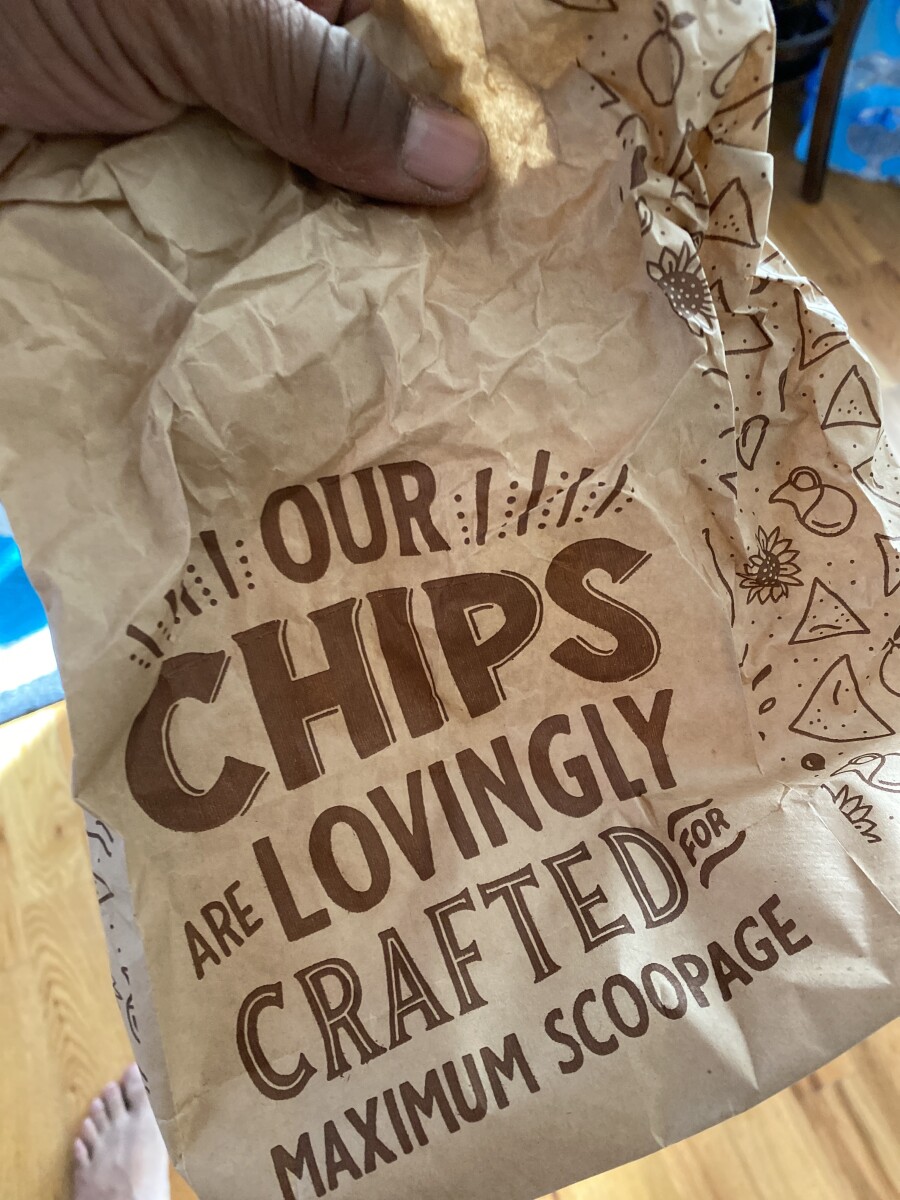 OUR
CHIPS
ARE LOVINGLY
CRAFTED FOR
MAXIMUM SCOOPAGE